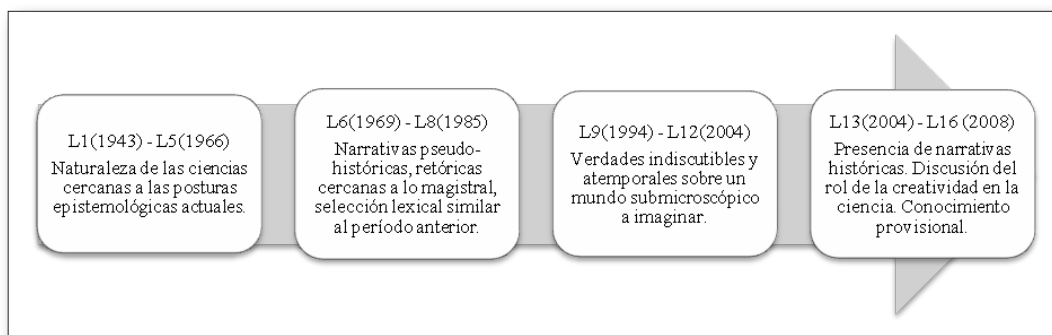 L1(1943) - L5(1966)
Naturaleza de las ciencias
cercanas a las posturas
epistemológicas actuales.
L6(1969) - L8(1985)
Narrativas pseudo-
históricas, retóricas
cercanas a lo magistral,
selección lexical similar
al período anterior.
L9(1994) - L12(2004)
Verdades indiscutibles y
atemporales sobre un
mundo submicroscópico
a imaginar.
L13(2004) - L16 (2008)
Presencia de narrativas
históricas. Discusión del
rol de la creatividad en la
ciencia. Conocimiento
provisional.